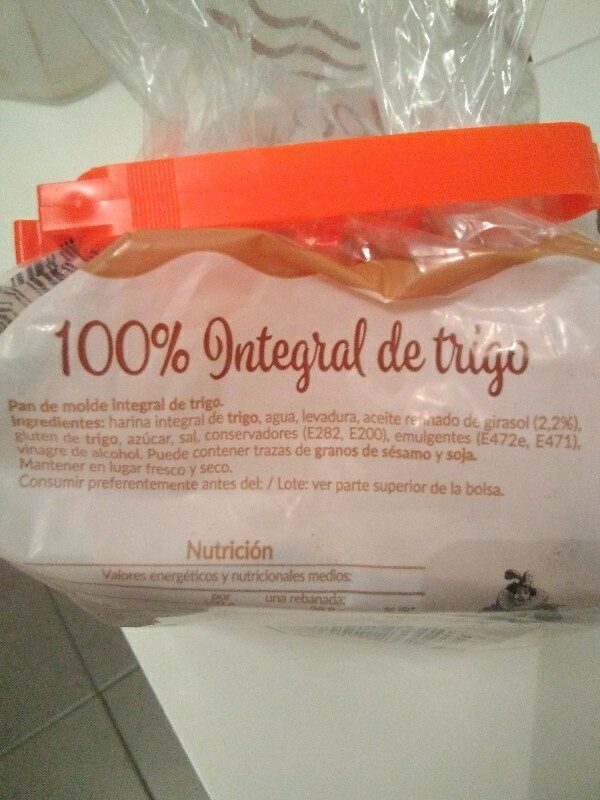 100% Integral de trigo
Pan de molde integral de trigo.
Ingredientes: harina integral de trigo, agua, levadura, aceite refinado de girasol (2,2%),
gluten de trigo, azúcar, sal, conservadores (E282, E200), emulgentes (E472e, E471),
vinagre de alcohol. Puede contener trazas de granos de sésamo y soja.
Mantener en lugar fresco y seco.
Consumir preferentemente antes del: / Lote: ver parte superior de la bolsa.
Nutrición
Valores energéticos y nutricionales medios:
por una rebanada: